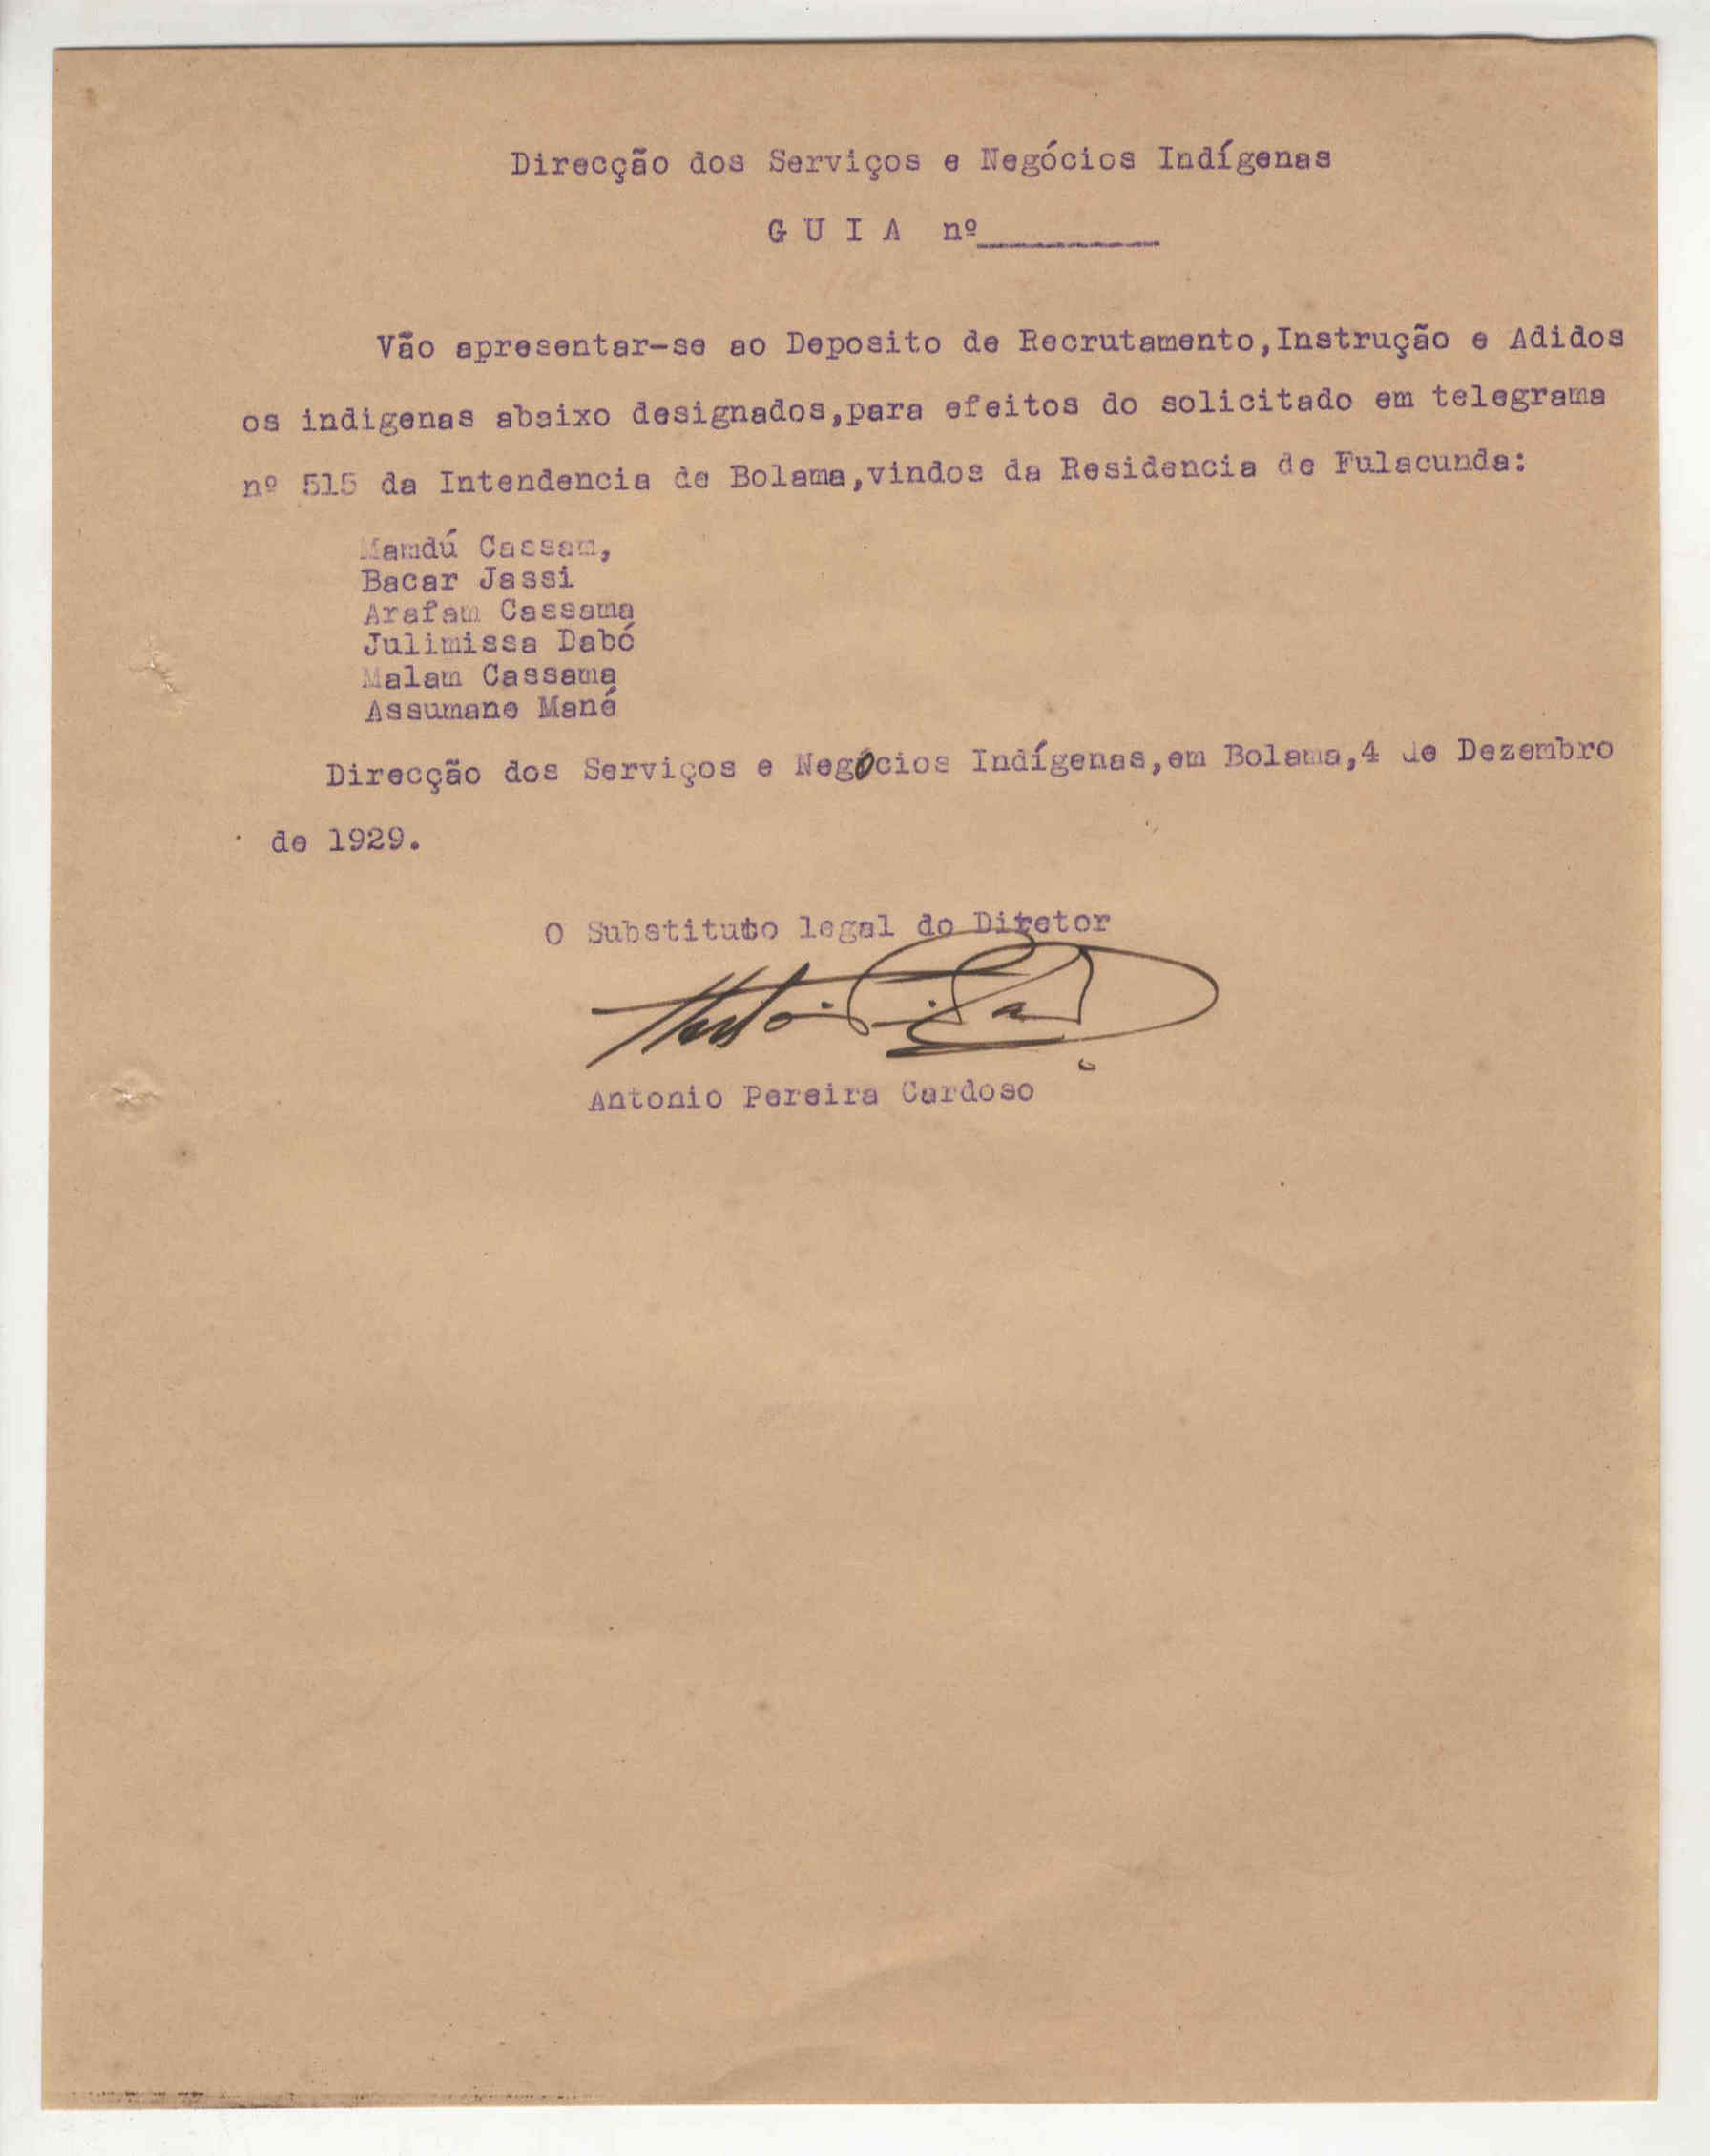 Direcção dos Serviços e Negócios Indígenas
G U I A nº________
Vão apresentar-se ao Deposito de Recrutamento,Instrução e Adidos
os indigenas abaixo designados,para efeitos do solicitado em telegrama
nº 515 da Intendencia de Bolama,vindos da Residencia de Fulacunda:
Mamdú Cassam,
Bacar Jassi
Arafam Cassama
Julimissa Dabó
Malam Cassama
Assumane Mané
Direcção dos Serviços e Negócios Indígenas,em Bolama,4 de Dezembro
de 1929.
O Substituto legal do Diretor
Antonio Pereira Cardoso